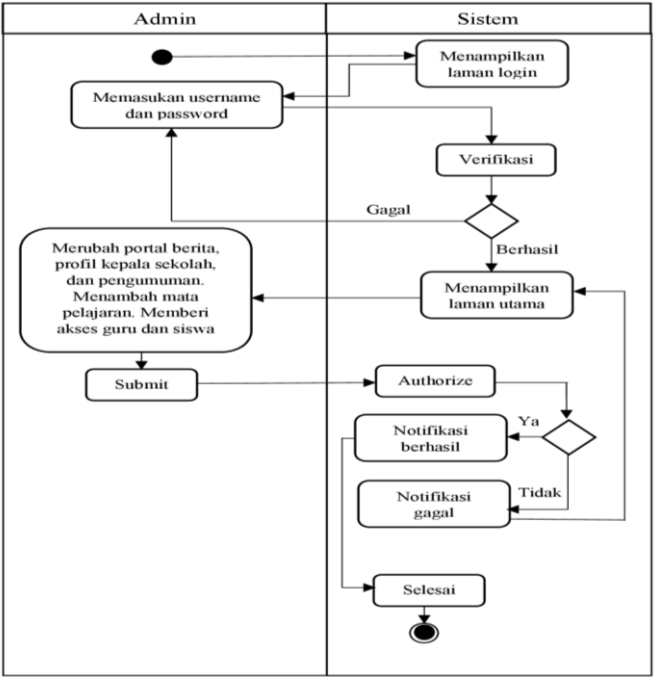 Admin
Sistem
Menampilkan
laman login
Memasukan username
dan password
Verifikasi
Gagal
Berhasil
Merubah portal berita,
profil kepala sekolah,
dan pengumuman.
Menambah mata
pelajaran. Memberi
akses guru dan siswa
Menampilkan
laman utama
Submit
Authorize
Ya
Notifikasi
berhasil
Tidak
Notifikasi
gagal
Selesai